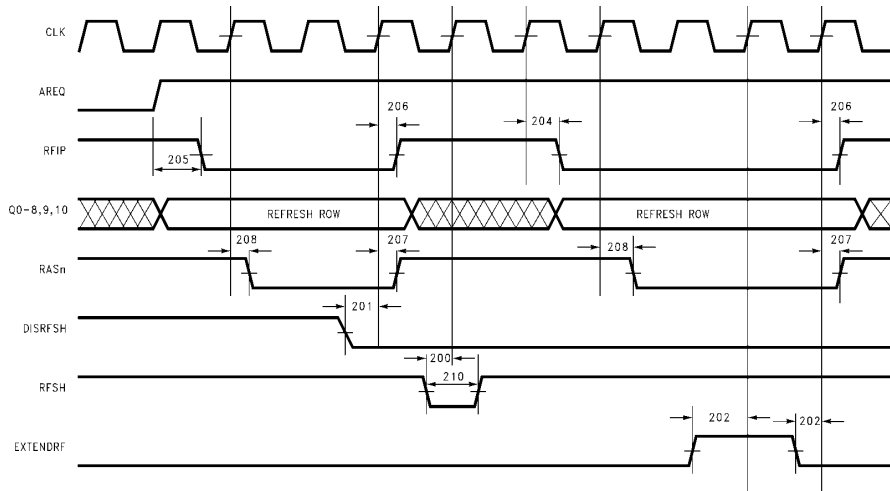 CLK
AREQ
206 204 206
RFIP
205
Q0-8,9,10 REFRESH ROW REFRESH ROW
208 207 208 207
RASn
201
DISRFSH
200
210
RFSH
202 202
EXTENDRF